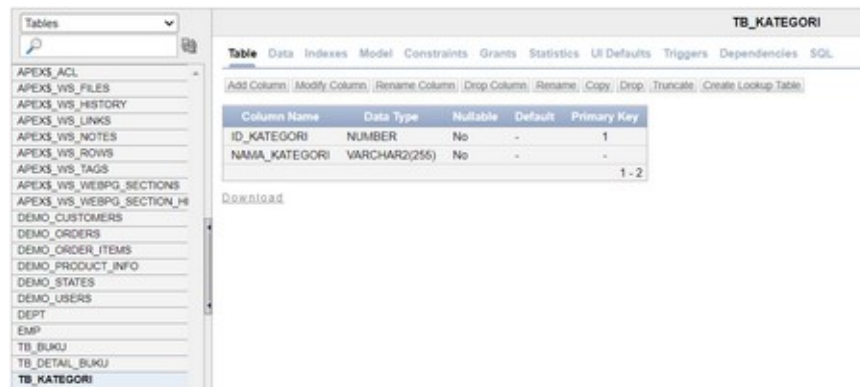 Tables
TB_KATEGORI
Table Data Indexes Model Constraints Grants Statistics UI Defaults Triggers Dependencies SQL
Add Column Modify Column Rename Column Drop Column Rename Copy Drop Truncate Create Lookup Table
Column Name Data Type Nullable Default Primary Key
ID_KATEGORI NUMBER No - 1
NAMA_KATEGORI VARCHAR2(255) No - -
1 - 2
Download
APEX$_ACL
APEX$_WS_FILES
APEX$_WS_HISTORY
APEX$_WS_LINKS
APEX$_WS_NOTES
APEX$_WS_ROWS
APEX$_WS_TAGS
APEX$_WS_WEBPG_SECTIONS
APEX$_WS_WEBPG_SECTION_HI
DEMO_CUSTOMERS
DEMO_ORDERS
DEMO_ORDER_ITEMS
DEMO_PRODUCT_INFO
DEMO_STATES
DEMO_USERS
DEPT
EMP
TB_BUKU
TB_DETAIL_BUKU
TB_KATEGORI